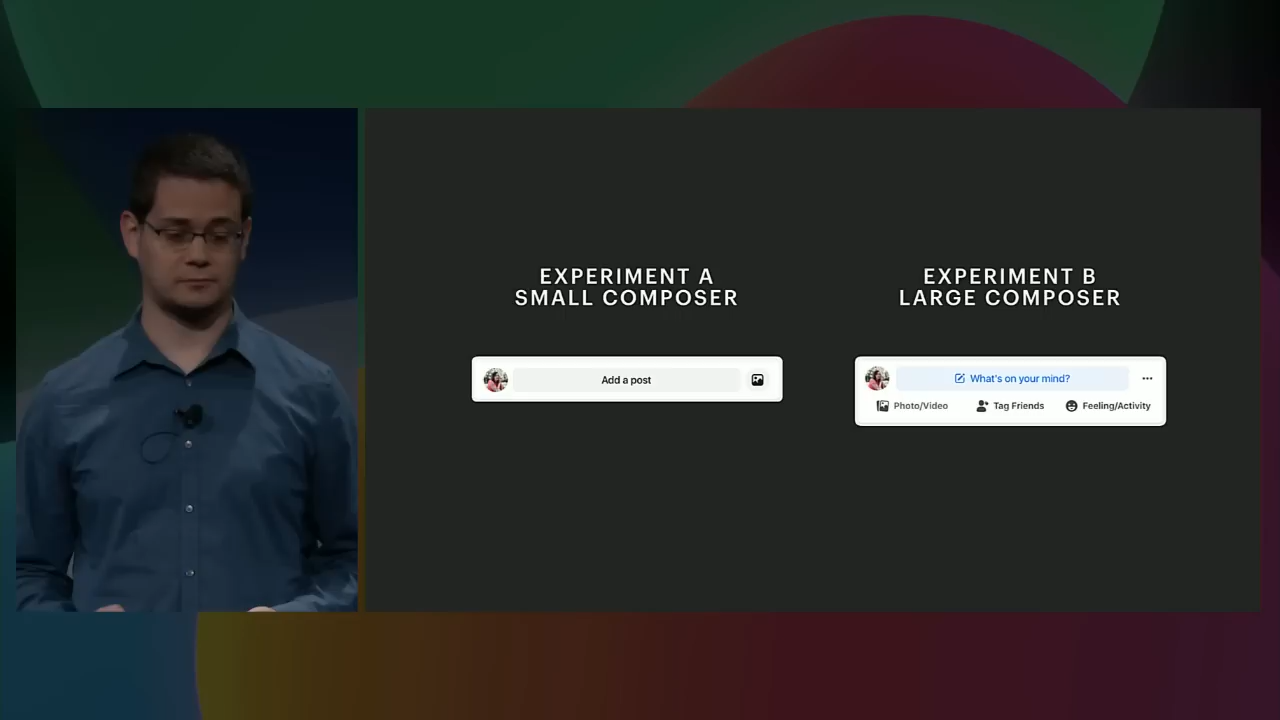 EXPERIMENT A
SMALL COMPOSER
Add a post
EXPERIMENT B
LARGE COMPOSER
What's on your mind?
Photo/Video
Tag Friends
Feeling/Activity